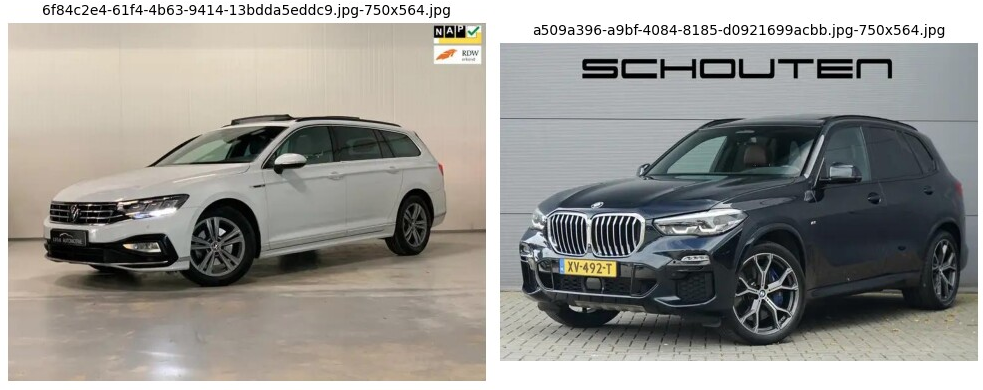 6f84c2e4-61f4-4b63-9414-13bdda5eddc9.jpg-750x564.jpg
a509a396-a9bf-4084-8185-d0921699acbb.jpg-750x564.jpg
NAP
RDW
SCHOUTEN
AUTOMOTIVE
XV-492-T